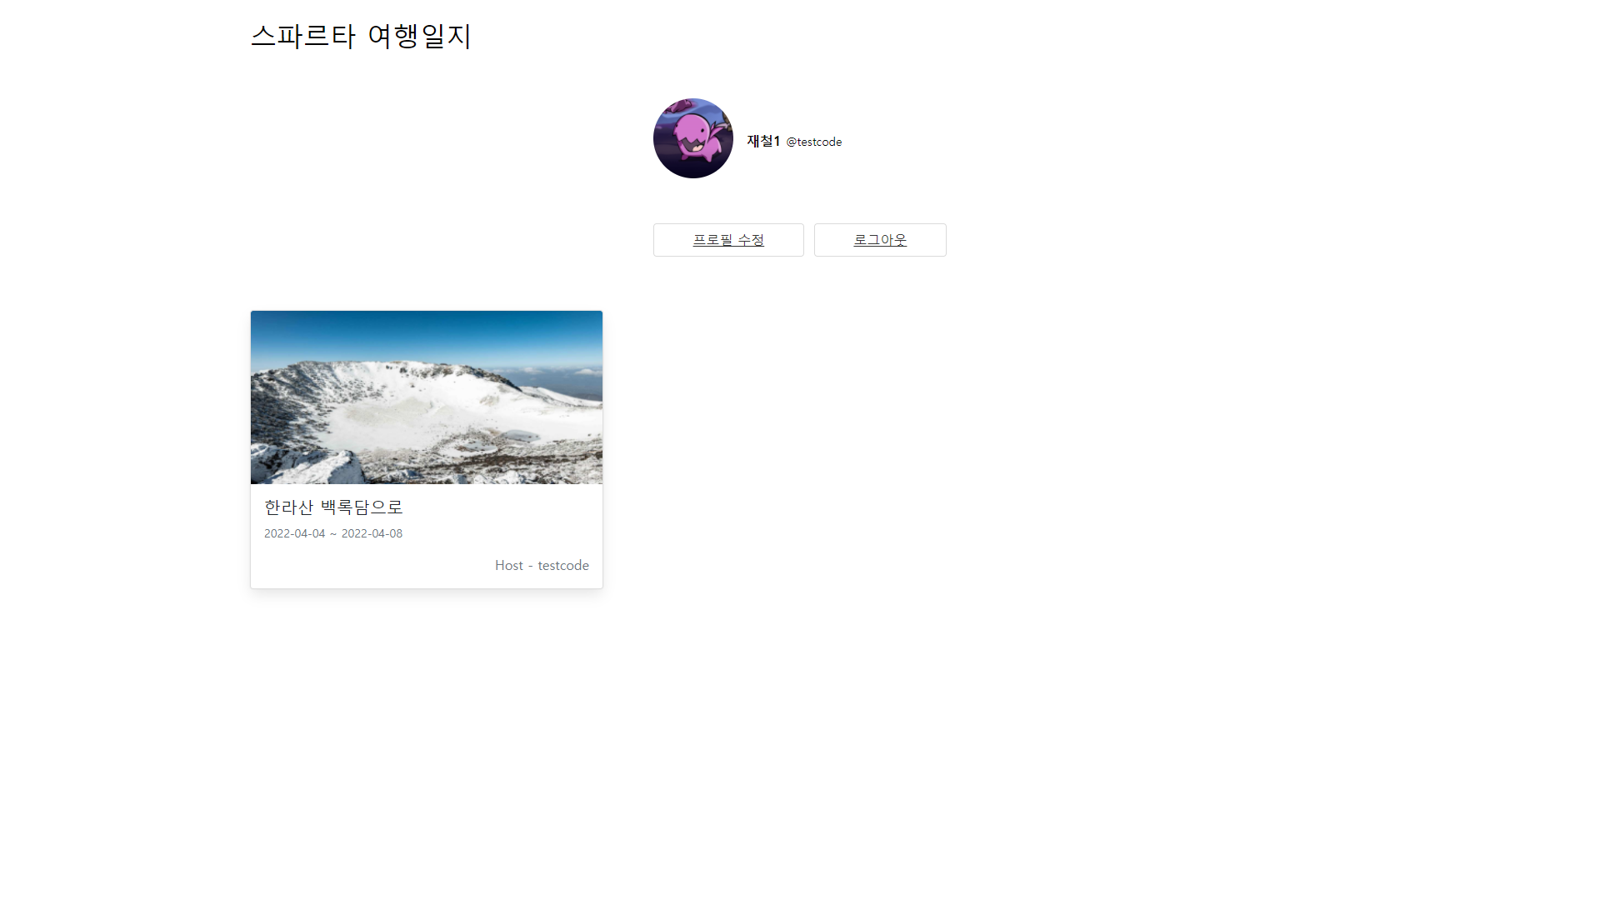 스파르타 여행일지
재철1 @testcode
프로필 수정
로그아웃
한라산 백록담으로
2022-04-04 ~ 2022-04-08
Host - testcode